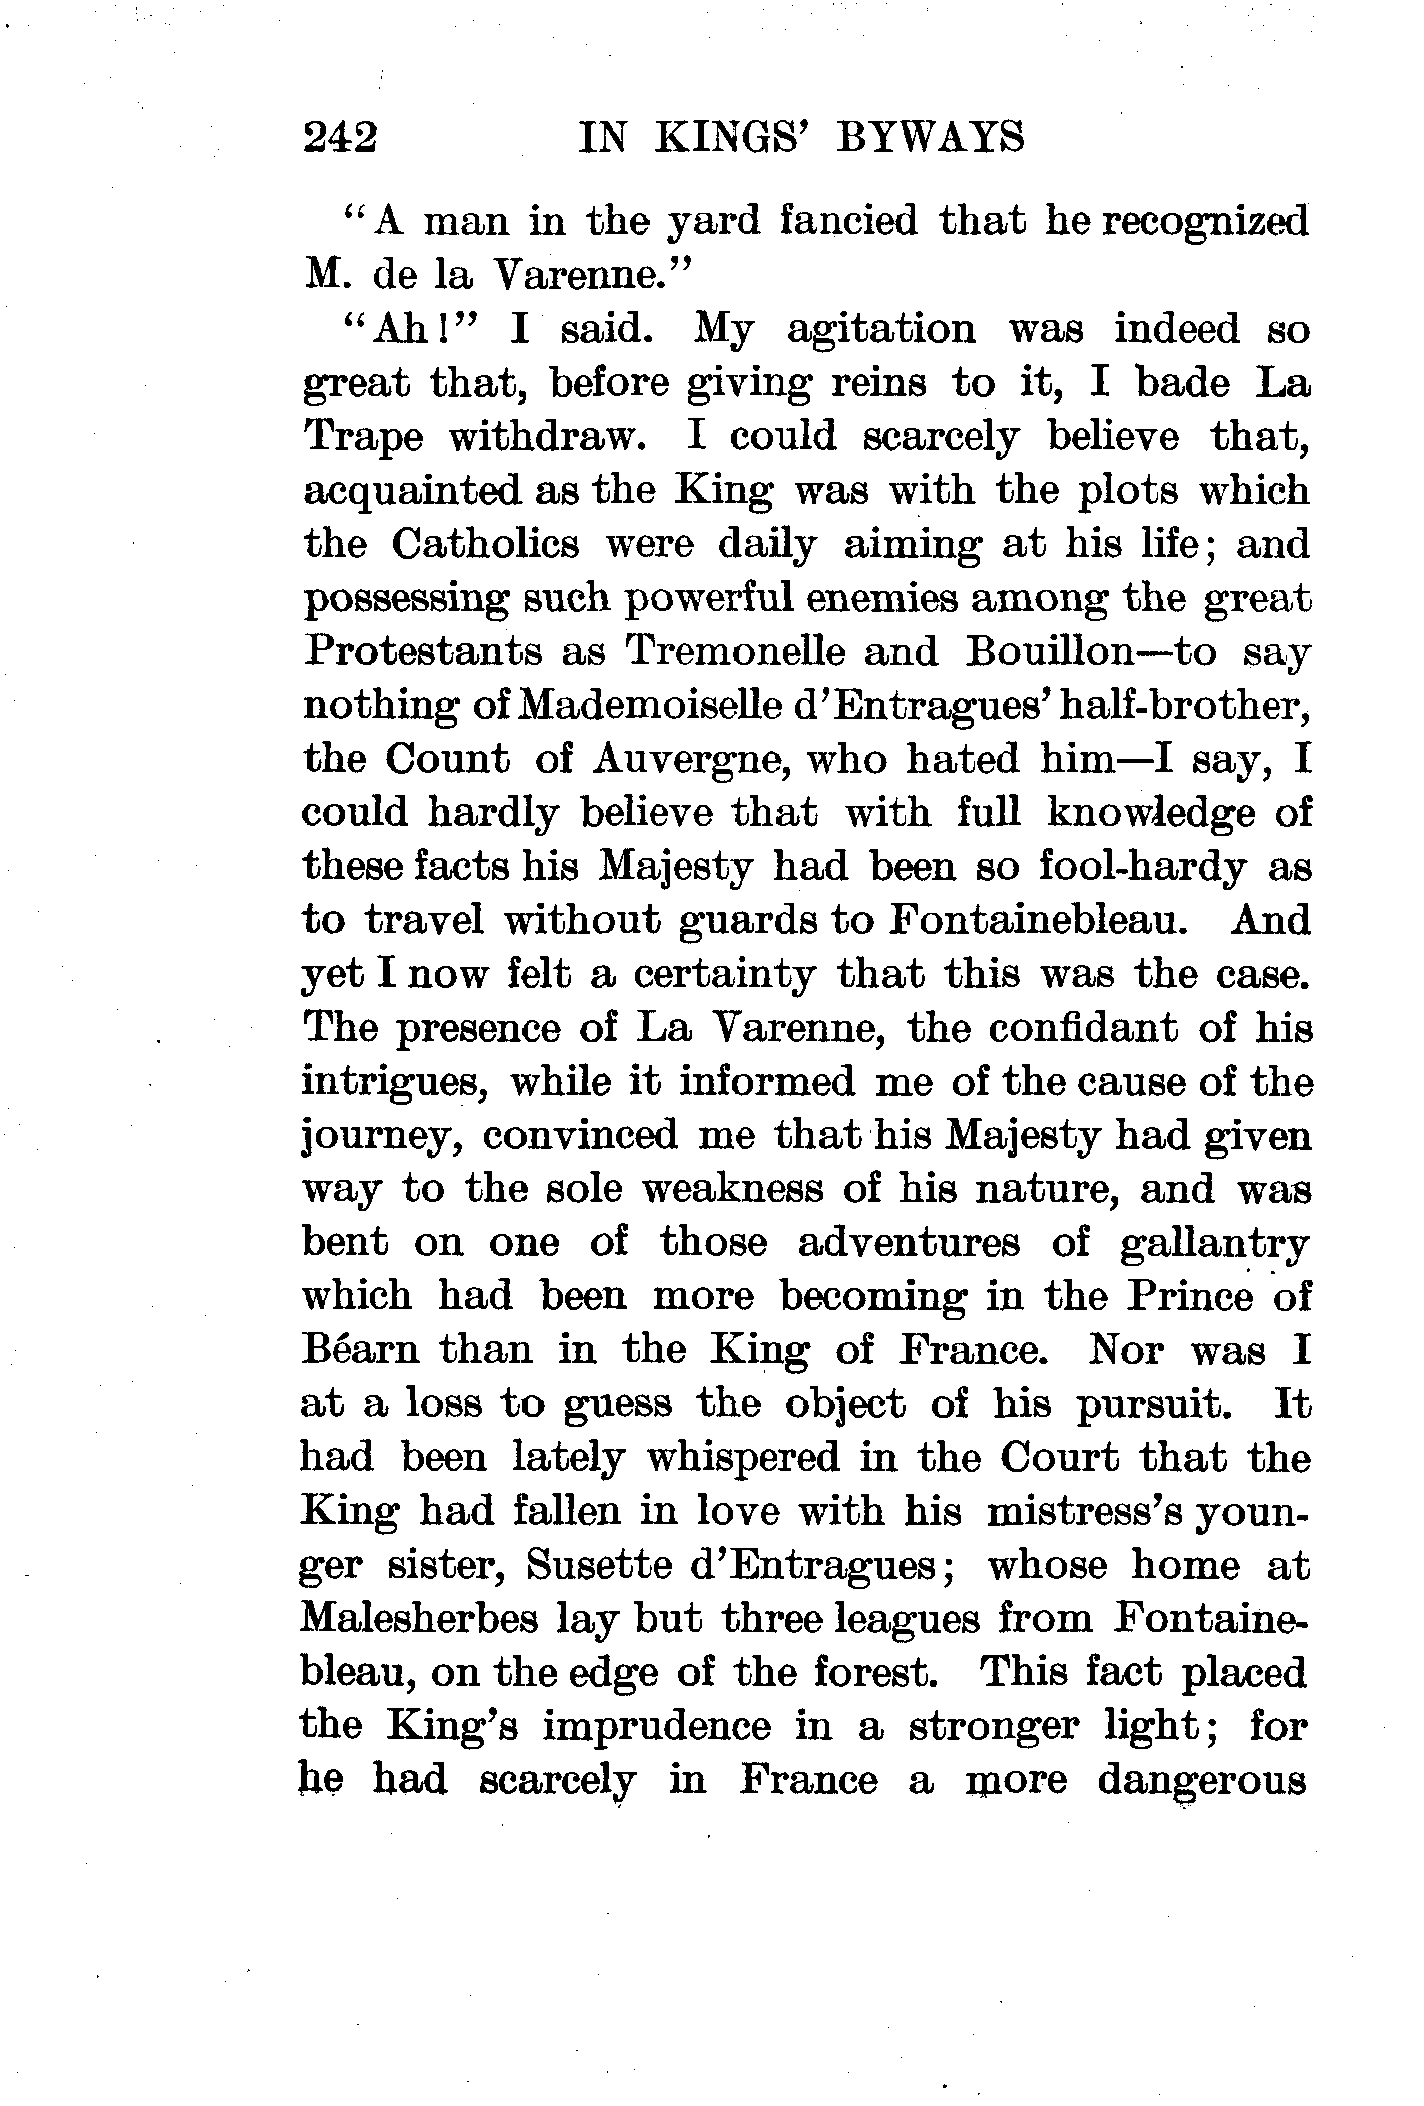 242 IN KINGS' BYWAYS
"A man in the yard fancied that he recognized
M. de la Varenne."
"Ah!" I said. My agitation was indeed so
great that, before giving reins to it, I bade La
Trape withdraw. I could scarcely believe that,
acquainted as the King was with the plots which
the Catholics were daily aiming at his life; and
possessing such powerful enemies among the great
Protestants as Tremonelle and Bouillon—to say
nothing of Mademoiselle d'Entragues' half-brother,
the Count of Auvergne, who hated him—I say, I
could hardly believe that with full knowledge of
these facts his Majesty had been so fool-hardy as
to travel without guards to Fontainebleau. And
yet I now felt a certainty that this was the case.
The presence of La Varenne, the confidant of his
intrigues, while it informed me of the cause of the
journey, convinced me that his Majesty had given
way to the sole weakness of his nature, and was
bent on one of those adventures of gallantry
which had been more becoming in the Prince of
Béarn than in the King of France. Nor was I
at a loss to guess the object of his pursuit. It
had been lately whispered in the Court that the
King had fallen in love with his mistress's youn-
ger sister, Susette d'Entragues; whose home at
Malesherbes lay but three leagues from Fontaine-
bleau, on the edge of the forest. This fact placed
the King's imprudence in a stronger light; for
he had scarcely in France a more dangerous